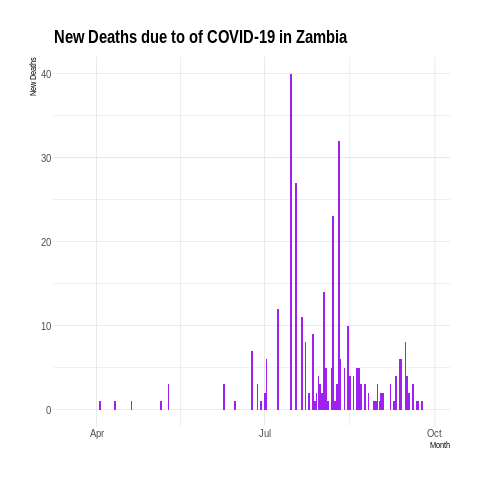 New Deaths due to of COVID-19 in Zambia
New Deaths
40
30
20
10
0
Apr
Jul
Oct
Month